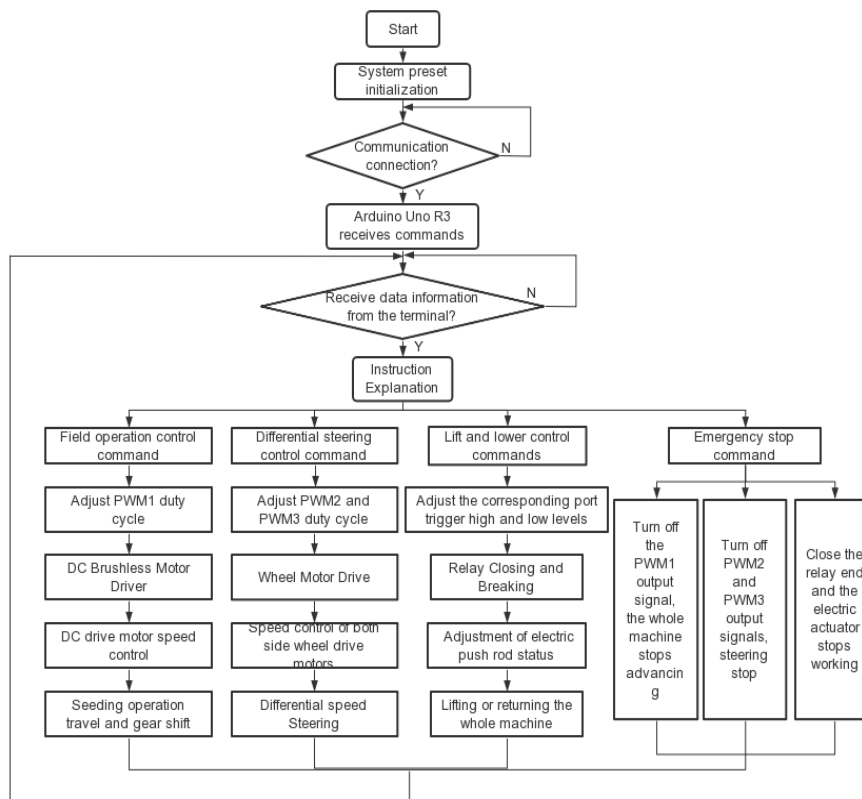 Start
System preset
initialization
Communication
connection?
N
Y
Arduino Uno R3
receives commands
Receive data information
from the terminal?
N
Y
Instruction
Explanation
Field operation control
command
Differential steering
control command
Lift and lower control
commands
Emergency stop
command
Adjust PWM1 duty
cycle
Adjust PWM2 and
PWM3 duty cycle
Adjust the corresponding port
trigger high and low levels
DC Brushless Motor
Driver
Wheel Motor Drive
Relay Closing and
Breaking
DC drive motor speed
control
Speed control of both
side wheel drive
motors
Adjustment of electric
push rod status
Seeding operation
travel and gear shift
Differential speed
Steering
Lifting or returning the
whole machine
Turn off
the
PWM1
output
signal,
the whole
machine
stops
advancin
g
Turn off
PWM2
and
PWM3
output
signals,
steering
stop
Close the
relay end
and the
electric
actuator
stops
working